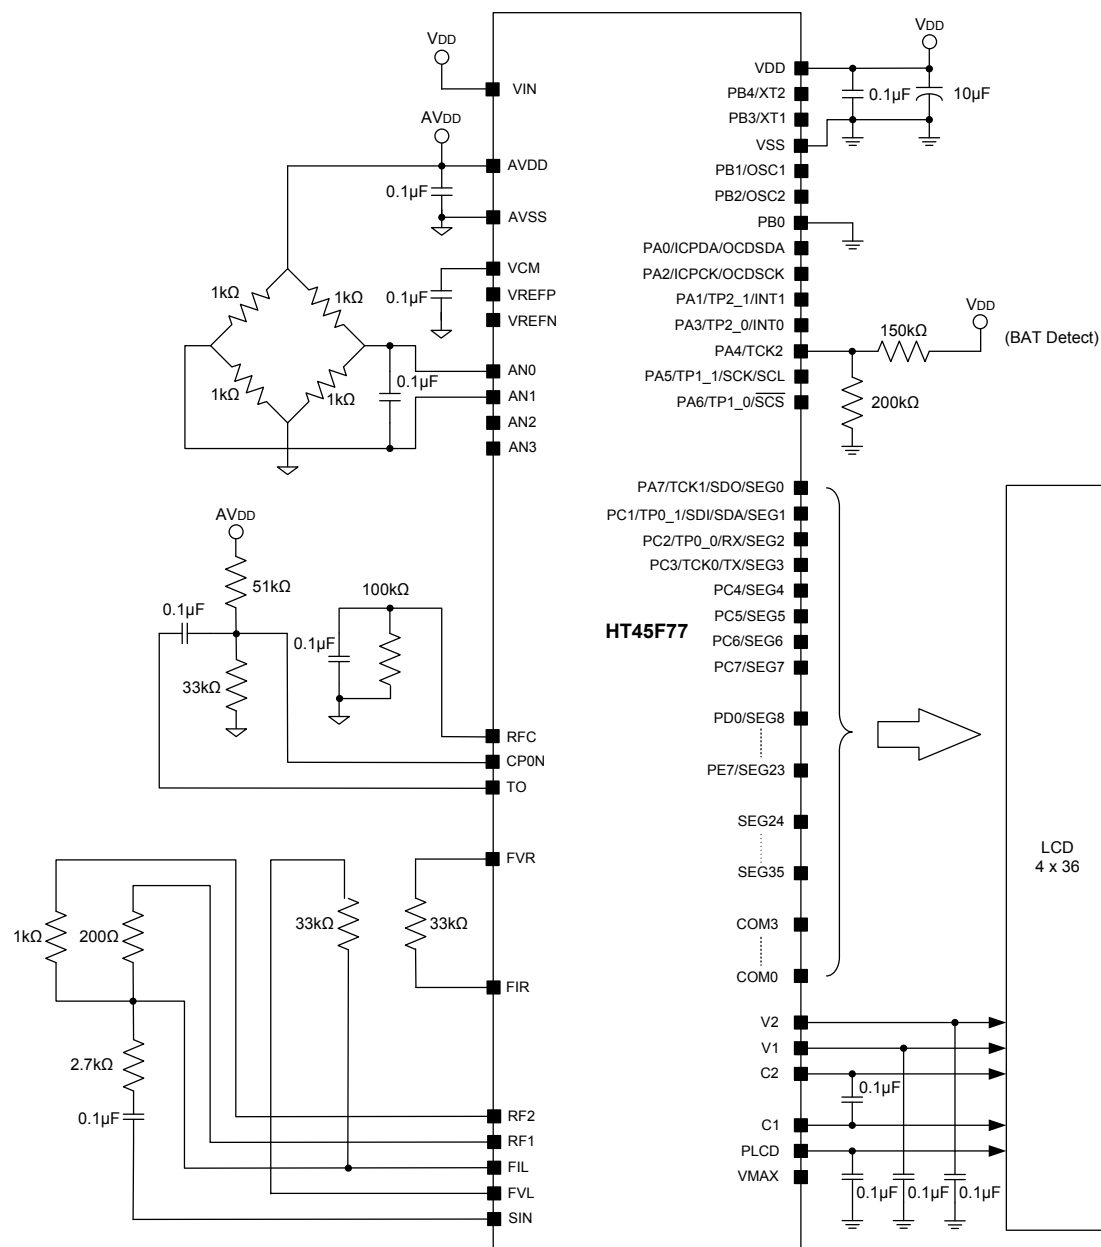 VDD
VIN
AVDD
AVDD
0.1µF
AVSS
VCM
0.1µF
VREFP
VREFN
1kΩ
1kΩ
1kΩ
1kΩ
AN0
0.1µF
AN1
AN2
AN3
AVDD
51kΩ
0.1µF
33kΩ
100kΩ
0.1µF
RFC
CP0N
TO
FVR
1kΩ
200Ω
33kΩ
33kΩ
FIR
2.7kΩ
0.1µF
RF2
RF1
FIL
FVL
SIN
HT45F77
VDD
VDD
0.1µF
10µF
PB4/XT2
PB3/XT1
VSS
PB1/OSC1
PB2/OSC2
PB0
PA0/ICPDA/OCDSDA
PA2/ICPCK/OCDSCK
PA1/TP2_1/INT1
PA3/TP2_0/INT0
PA4/TCK2
150kΩ
VDD
(BAT Detect)
200kΩ
PA5/TP1_1/SCK/SCL
PA6/TP1_0/SCS
PA7/TCK1/SDO/SEG0
PC1/TP0_1/SDI/SDA/SEG1
PC2/TP0_0/RX/SEG2
PC3/TCK0/TX/SEG3
PC4/SEG4
PC5/SEG5
PC6/SEG6
PC7/SEG7
PD0/SEG8
PE7/SEG23
SEG24
SEG35
COM3
COM0
LCD
4 x 36
V2
V1
C2
0.1µF
C1
PLCD
VMAX
0.1µF
0.1µF
0.1µF